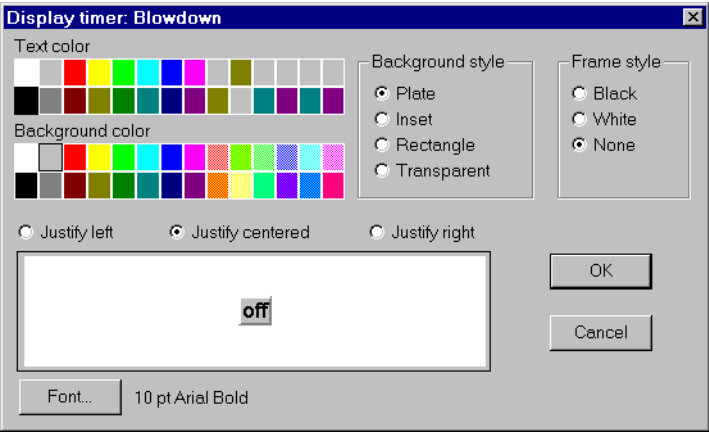 Display timer: Blowdown
Text color
Background color
Background style
Plate
Inset
Rectangle
Transparent
Frame style
Black
White
None
Justify left
Justify centered
Justify right
off
OK
Cancel
Font...
10 pt Arial Bold